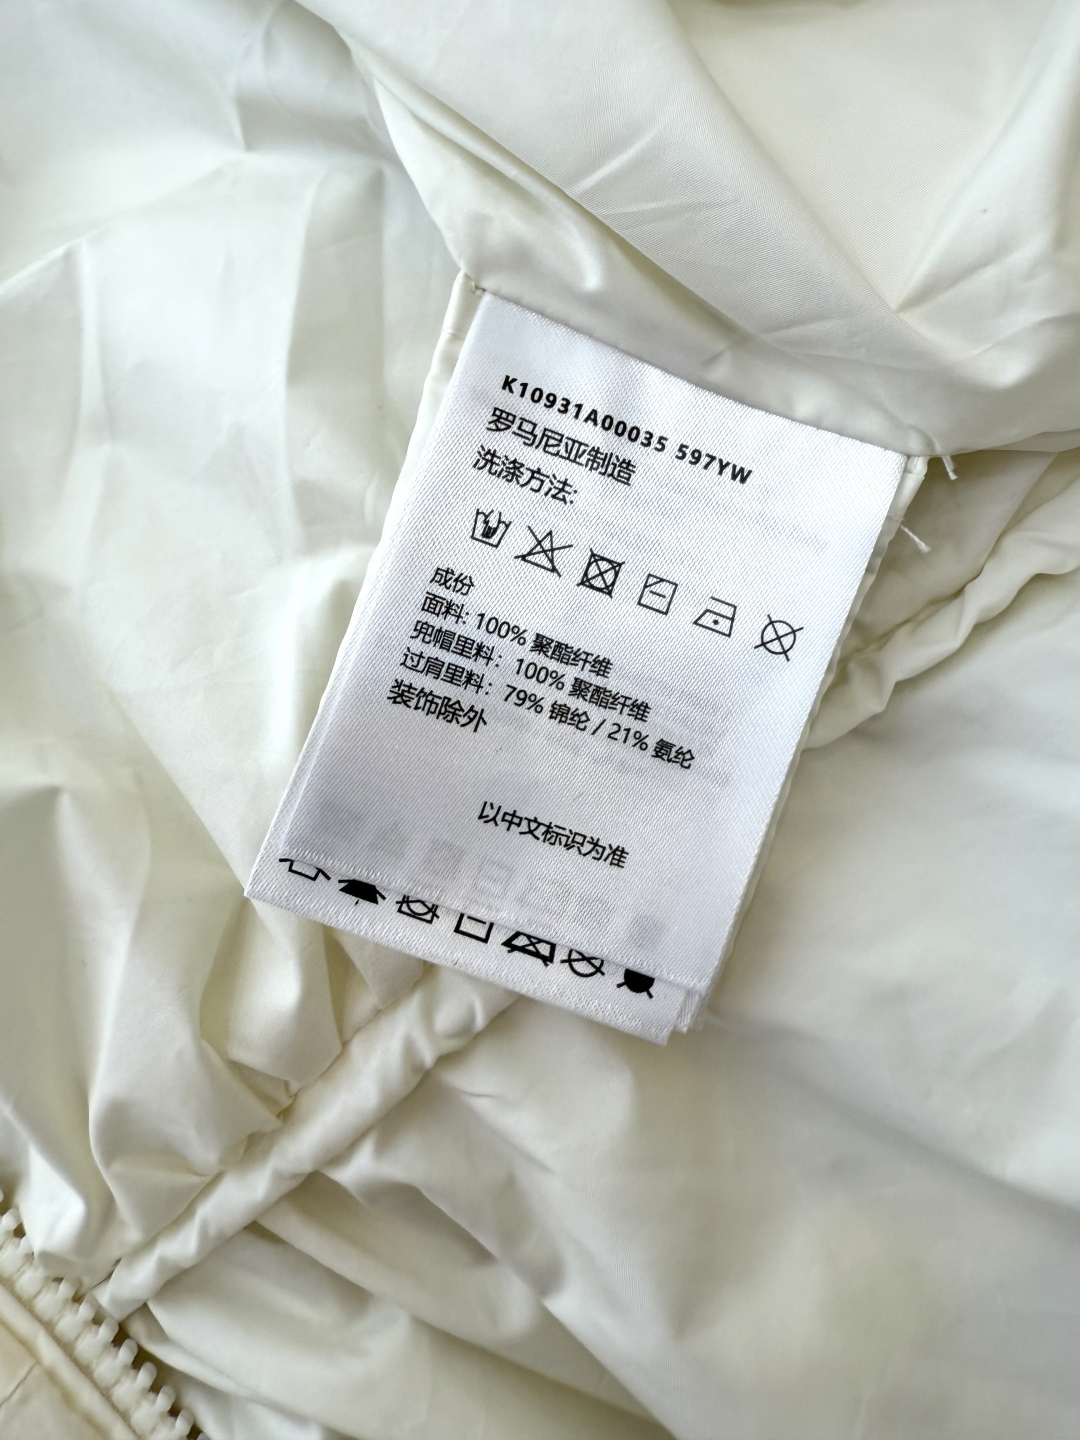 K10931A00035 597YW
罗马尼亚制造
洗涤方法:
成份
面料: 100% 聚酯纤维
兜帽里料: 100% 聚酯纤维
过肩里料: 79% 锦纶 / 21% 氨纶
装饰除外
以中文标识为准